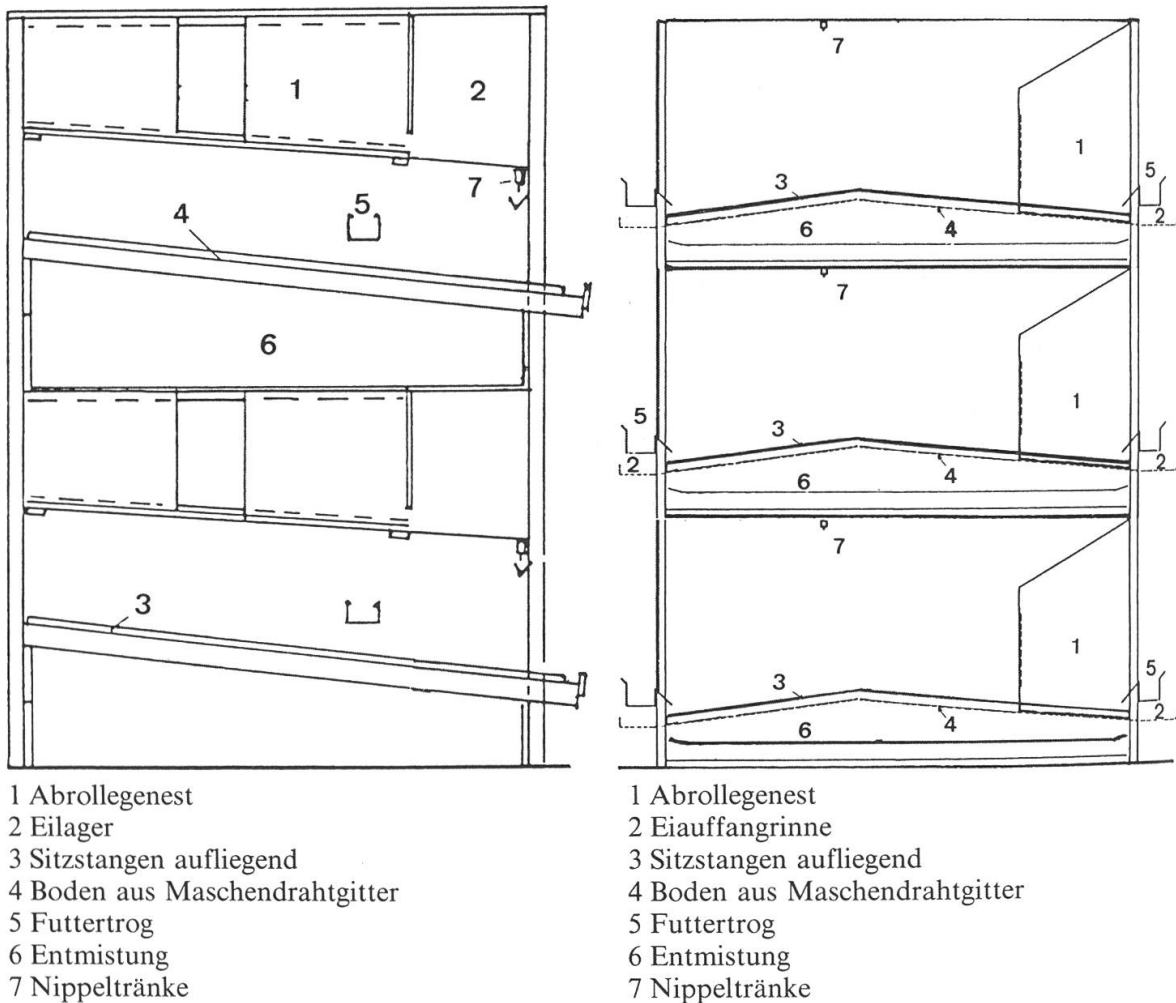 1
2
7
5
4
6
3
7
1
3
5
2
6
4
7
5
3
1
2
6
4
2
7
1
3
5
2
6
4
1 Abrollegenest
2 Eilager
3 Sitzstangen aufliegend
4 Boden aus Maschendrahtgitter
5 Futtertrog
6 Entmistung
7 Nippeltränke
1 Abrollegenest
2 Eiauffangrinne
3 Sitzstangen aufliegend
4 Boden aus Maschendrahtgitter
5 Futtertrog
6 Entmistung
7 Nippeltränke